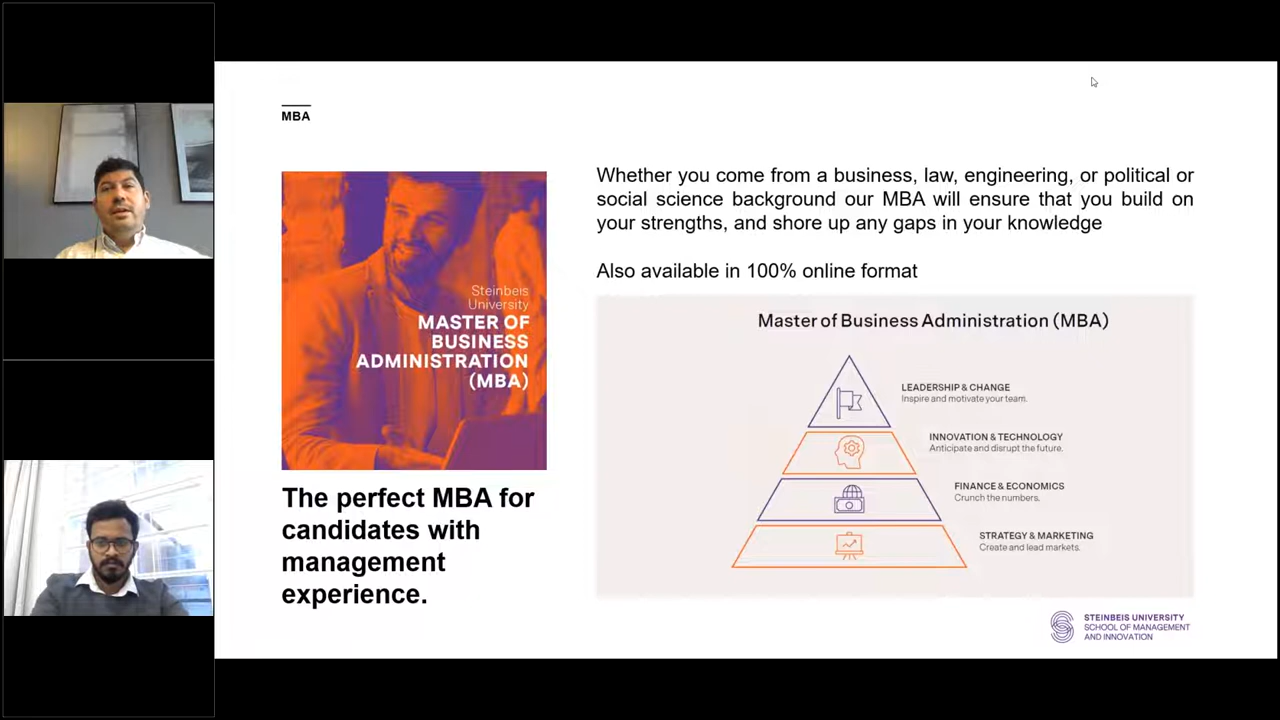 MBA
Steinbeis
University
MASTER OF
BUSINESS
ADMINISTRATION
(MBA)
The perfect MBA for
candidates with
management
experience.
Whether you come from a business, law, engineering, or political or
social science background our MBA will ensure that you build on
your strengths, and shore up any gaps in your knowledge
Also available in 100% online format
Master of Business Administration (MBA)
LEADERSHIP & CHANGE
Inspire and motivate your team.
INNOVATION & TECHNOLOGY
Anticipate and disrupt the future.
FINANCE & ECONOMICS
Crunch the numbers.
STRATEGY & MARKETING
Create and lead markets.
STEINBEIS UNIVERSITY
SCHOOL OF MANAGEMENT
AND INNOVATION